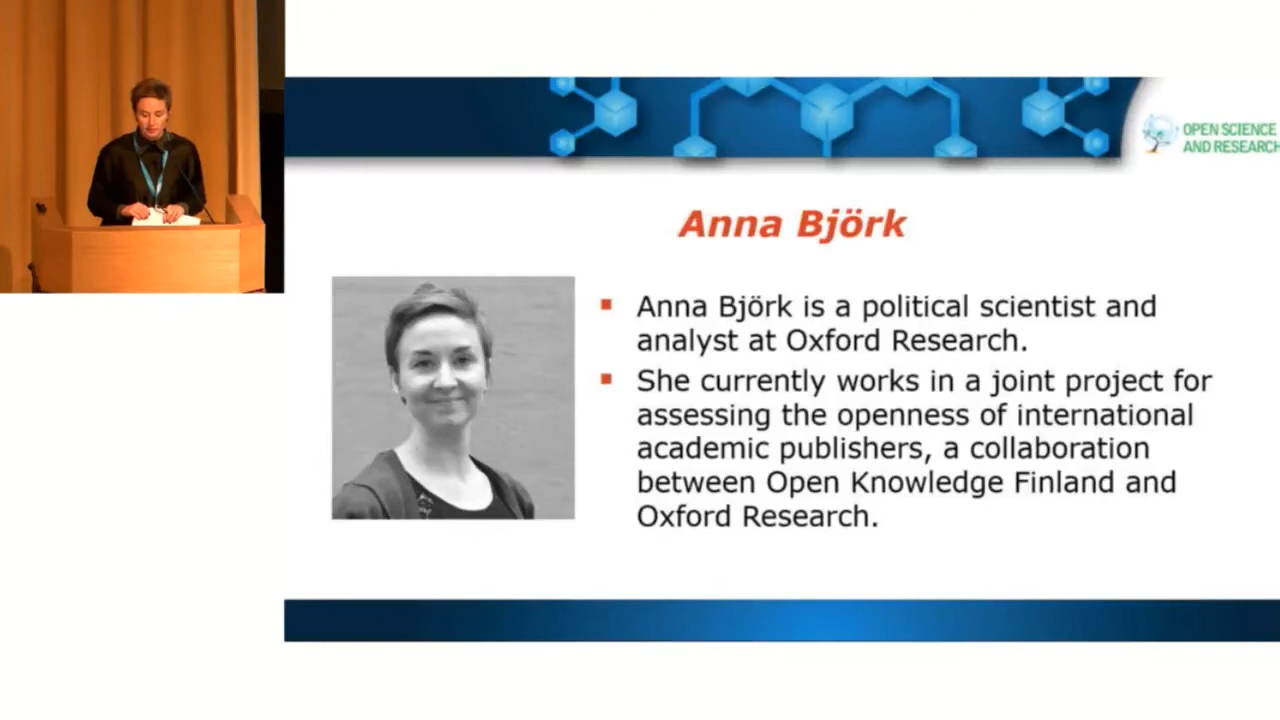 OPEN SCIENCE
AND RESEARCH
Anna Björk
Anna Björk is a political scientist and
analyst at Oxford Research.
She currently works in a joint project for
assessing the openness of international
academic publishers, a collaboration
between Open Knowledge Finland and
Oxford Research.